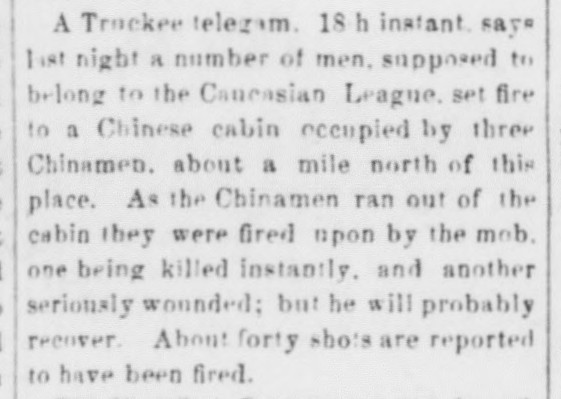 A Truckee telegram, 18 h instant, says
last night a number of men, supposed to
belong to the Caucasian League, set fire
to a Chinese cabin occupied by three
Chinamen, about a mile north of this
place. As the Chinamen ran out of the
cabin they were fired upon by the mob,
one being killed instantly, and another
seriously wounded; but he will probably
recover. About forty shots are reported
to have been fired.